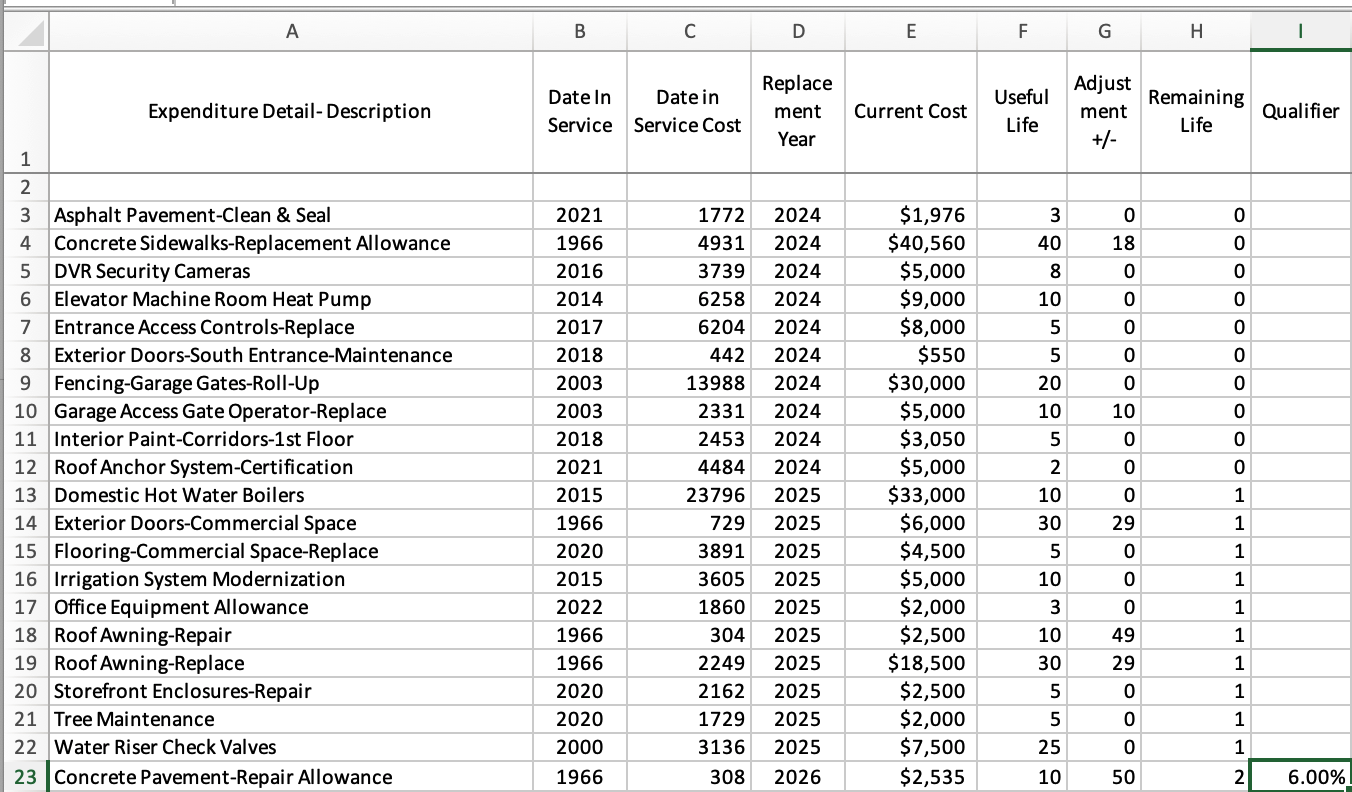 A B C D E F G H I
1 Expenditure Detail- Description Date In Service Date in Service Cost Replace ment Year Current Cost Useful Life Adjust ment +/- Remaining Life Qualifier
2
3 Asphalt Pavement-Clean & Seal 2021 1772 2024 $1,976 3 0 0
4 Concrete Sidewalks-Replacement Allowance 1966 4931 2024 $40,560 40 18 0
5 DVR Security Cameras 2016 3739 2024 $5,000 8 0 0
6 Elevator Machine Room Heat Pump 2014 6258 2024 $9,000 10 0 0
7 Entrance Access Controls-Replace 2017 6204 2024 $8,000 5 0 0
8 Exterior Doors-South Entrance-Maintenance 2018 442 2024 $550 5 0 0
9 Fencing-Garage Gates-Roll-Up 2003 13988 2024 $30,000 20 0 0
10 Garage Access Gate Operator-Replace 2003 2331 2024 $5,000 10 10 0
11 Interior Paint-Corridors-1st Floor 2018 2453 2024 $3,050 5 0 0
12 Roof Anchor System-Certification 2021 4484 2024 $5,000 2 0 0
13 Domestic Hot Water Boilers 2015 23796 2025 $33,000 10 0 1
14 Exterior Doors-Commercial Space 1966 729 2025 $6,000 30 29 1
15 Flooring-Commercial Space-Replace 2020 3891 2025 $4,500 5 0 1
16 Irrigation System Modernization 2015 3605 2025 $5,000 10 0 1
17 Office Equipment Allowance 2022 1860 2025 $2,000 3 0 1
18 Roof Awning-Repair 1966 304 2025 $2,500 10 49 1
19 Roof Awning-Replace 1966 2249 2025 $18,500 30 29 1
20 Storefront Enclosures-Repair 2020 2162 2025 $2,500 5 0 1
21 Tree Maintenance 2020 1729 2025 $2,000 5 0 1
22 Water Riser Check Valves 2000 3136 2025 $7,500 25 0 1
23 Concrete Pavement-Repair Allowance 1966 308 2026 $2,535 10 50 2 6.00%